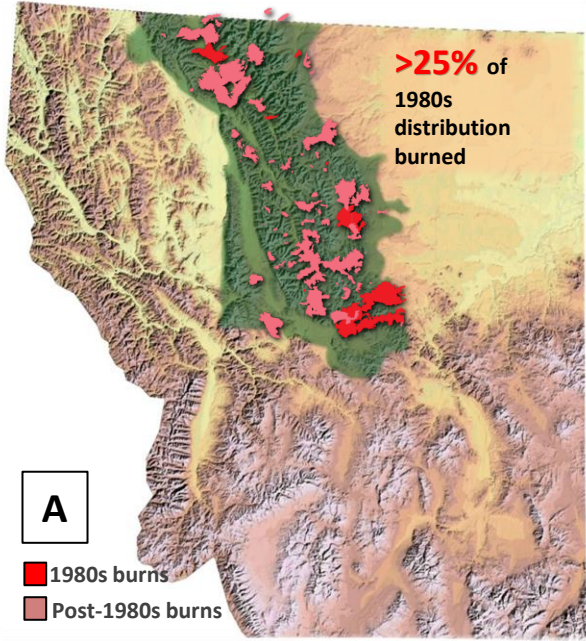 >25% of
1980s
distribution
burned
A
1980s burns
Post-1980s burns